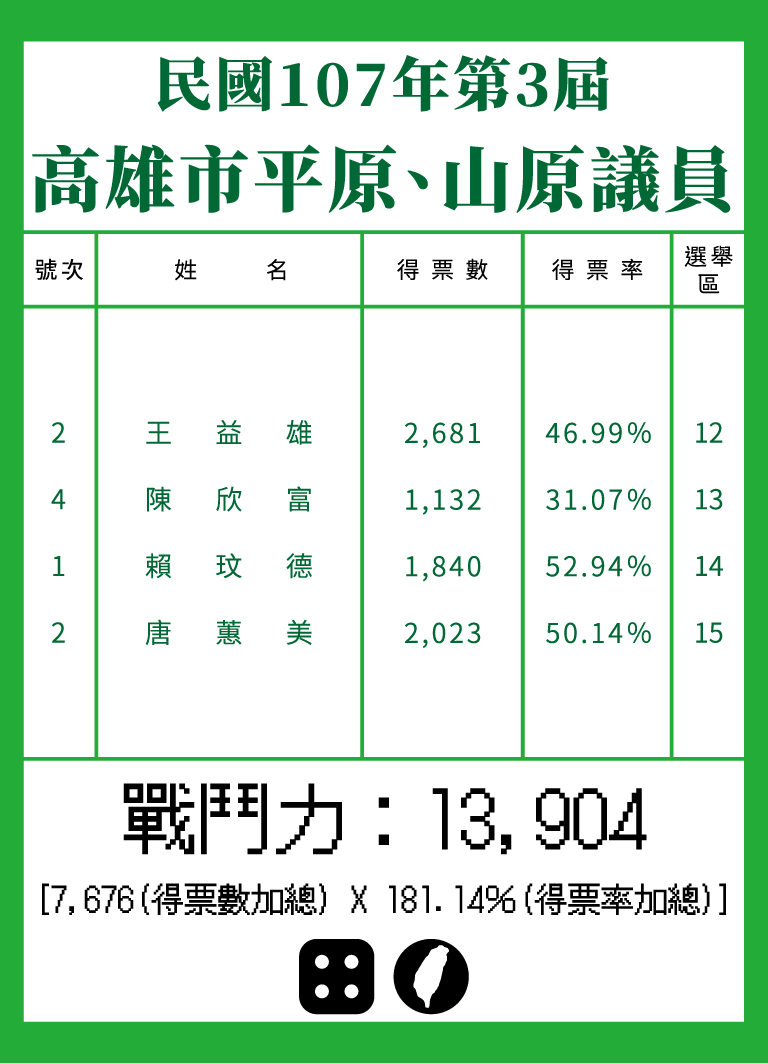 民國107年第3屆
高雄市平原、山原議員
號次 姓名 得票數 得票率 選舉區
2 王益雄 2,681 46.99% 12
4 陳欣富 1,132 31.07% 13
1 賴玟德 1,840 52.94% 14
2 唐蕙美 2,023 50.14% 15
戰鬥力：13,904
[7,676(得票數加總) X 181.14%(得票率加總)]